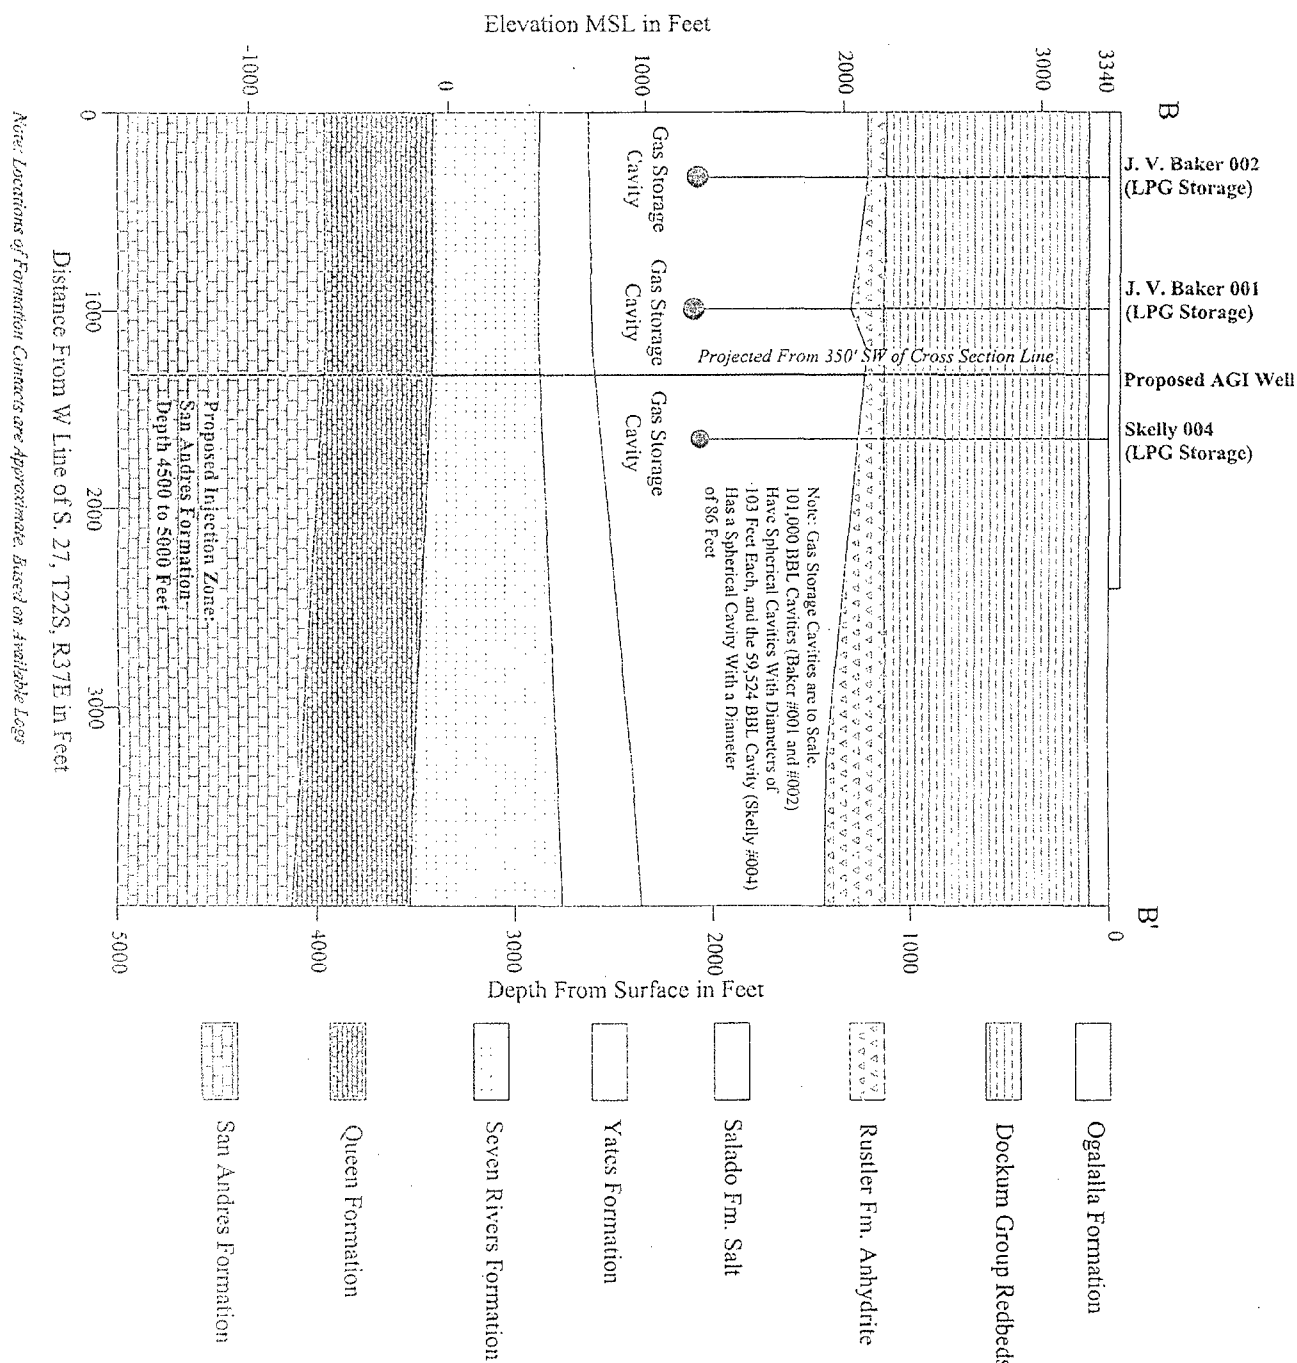 B
B'
J. V. Baker 002
(LPG Storage)
J. V. Baker 001
(LPG Storage)
Proposed AGI Well
Skelly 004
(LPG Storage)
Elevation MSL in Feet
3340
3000
2000
1000
0
-1000
Depth From Surface in Feet
0
1000
2000
3000
4000
5000
Projected From 350' SW of Cross Section Line
Gas Storage
Cavity
Gas Storage
Cavity
Gas Storage
Cavity
Note: Gas Storage Cavities are to Scale.
101,000 BBL Cavities (Baker #001 and #002)
Have Spherical Cavities With Diameters of
103 Feet Each, and the 59,524 BBL Cavity (Skelly #004)
Has a Spherical Cavity With a Diameter
of 86 Feet
Proposed Injection Zone:
San Andres Formation
Depth 4500 to 5000 Feet
0
1000
2000
3000
Distance From W Line of S. 27, T22S, R37E in Feet
Note: Locations of Formation Contacts are Approximate, Based on Available Logs
Ogalalla Formation
Dockum Group Redbeds
Rustler Fm. Anhydrite
Salado Fm. Salt
Yates Formation
Seven Rivers Formation
Queen Formation
San Andres Formation